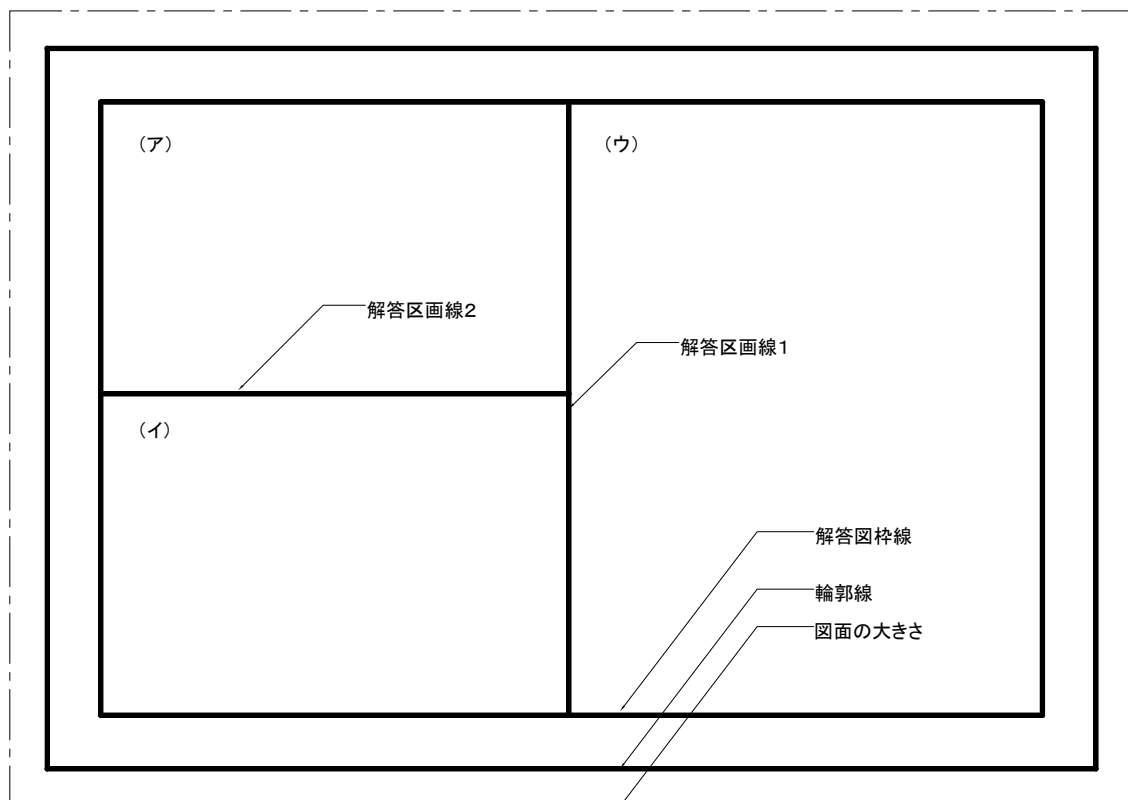 （ア）
（ウ）
解答区画線２
解答区画線１
（イ）
解答図枠線
輪郭線
図面の大きさ